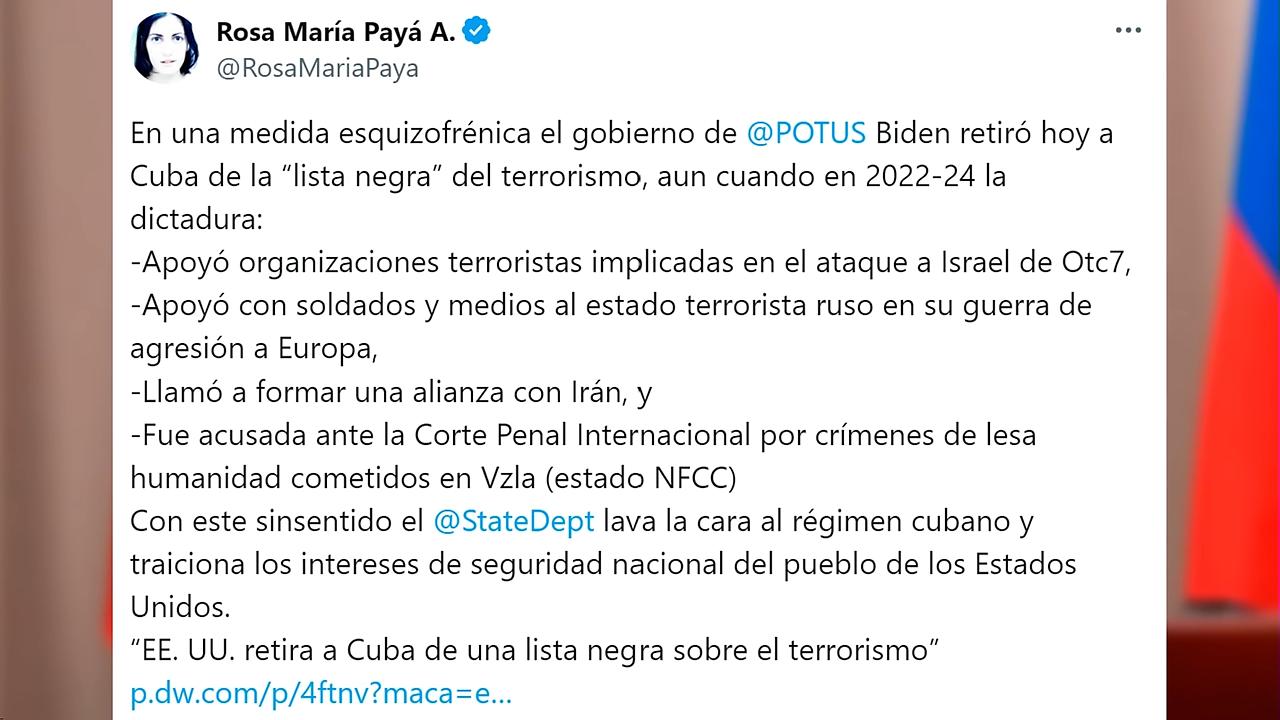 Rosa María Payá A.
@RosaMariaPaya
En una medida esquizofrénica el gobierno de @POTUS Biden retiró hoy a
Cuba de la “lista negra” del terrorismo, aun cuando en 2022-24 la
dictadura:
-Apoyó organizaciones terroristas implicadas en el ataque a Israel de Otc7,
-Apoyó con soldados y medios al estado terrorista ruso en su guerra de
agresión a Europa,
-Llamó a formar una alianza con Irán, y
-Fue acusada ante la Corte Penal Internacional por crímenes de lesa
humanidad cometidos en Vzla (estado NFCC)
Con este sinsentido el @StateDept lava la cara al régimen cubano y
traiciona los intereses de seguridad nacional del pueblo de los Estados
Unidos.
“EE. UU. retira a Cuba de una lista negra sobre el terrorismo”
p.dw.com/p/4ftnv?maca=e...